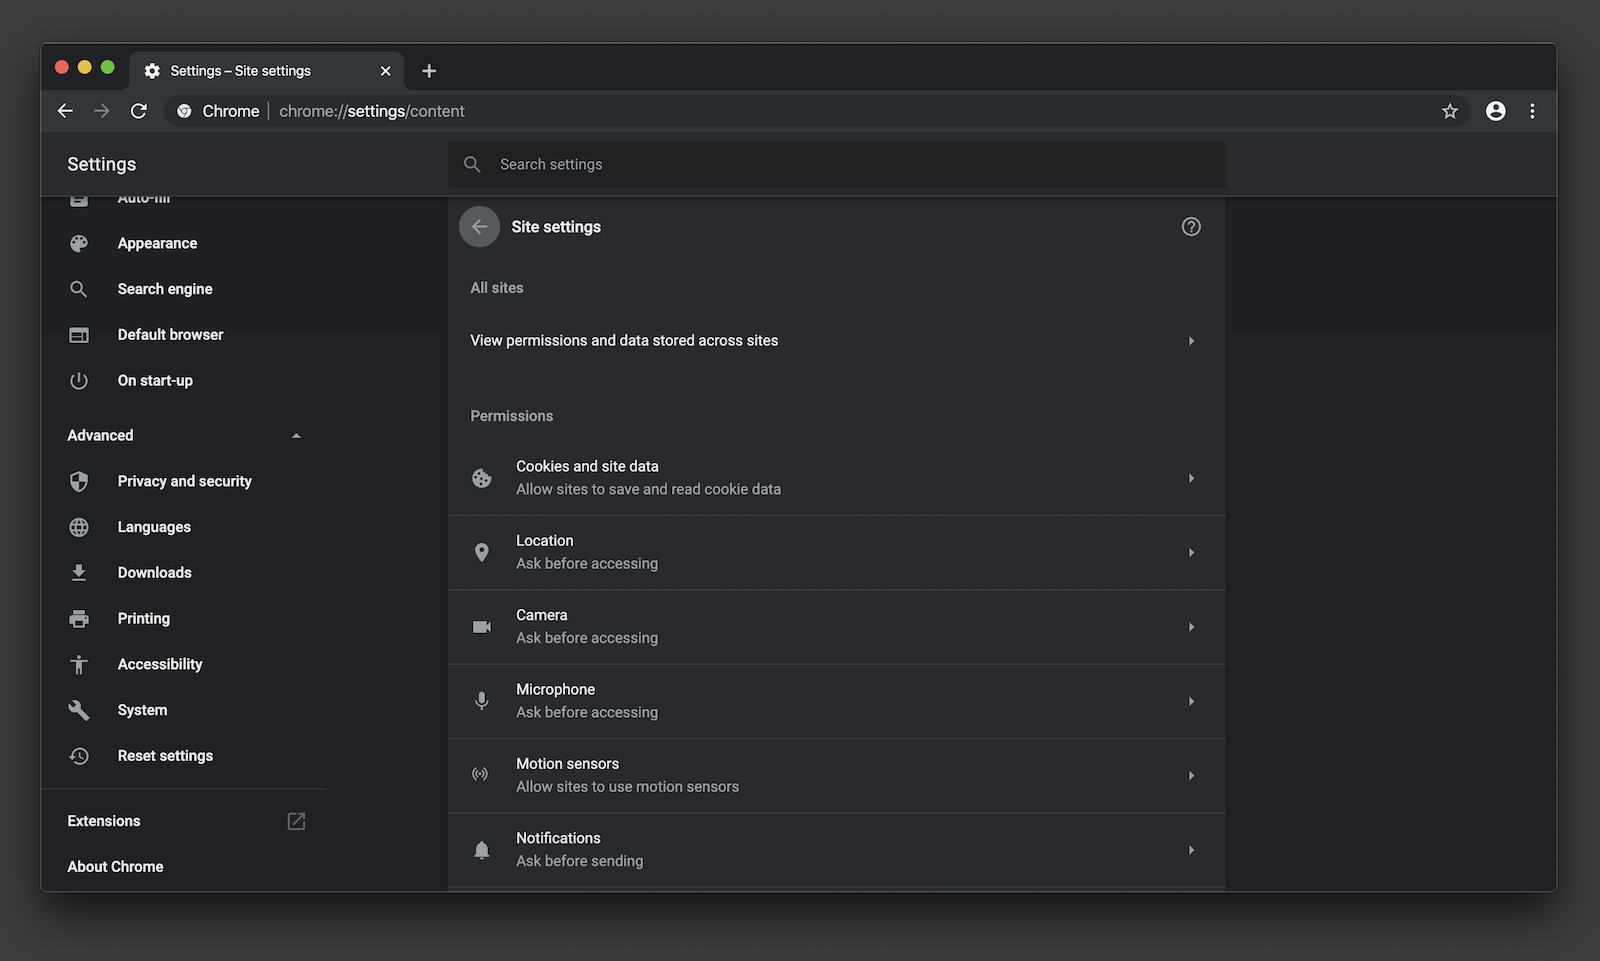 Settings – Site settings
Chrome | chrome://settings/content
Settings
Search settings
Auto-fill
Appearance
Search engine
Default browser
On start-up
Advanced
Privacy and security
Languages
Downloads
Printing
Accessibility
System
Reset settings
Extensions
About Chrome
Site settings
All sites
View permissions and data stored across sites
Permissions
Cookies and site data
Allow sites to save and read cookie data
Location
Ask before accessing
Camera
Ask before accessing
Microphone
Ask before accessing
Motion sensors
Allow sites to use motion sensors
Notifications
Ask before sending